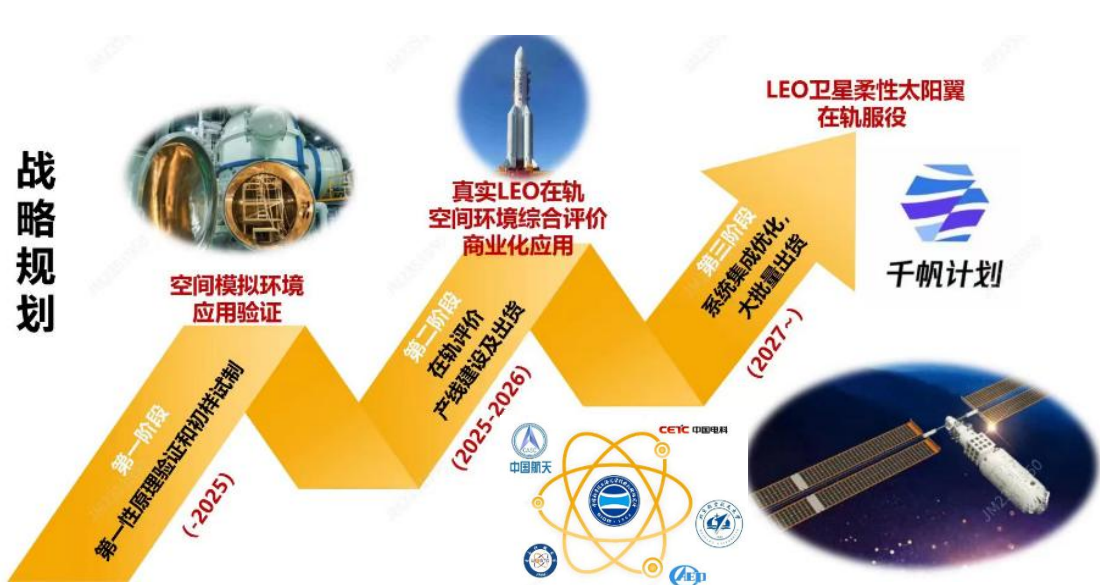 战略规划
空间模拟环境
应用验证
第一阶段
第一性原理验证和初样试制
(-2025)
真实LEO在轨
空间环境综合评价
商业化应用
第二阶段
在轨评价
产线建设及出货
(2025-2026)
LEO卫星柔性太阳翼
在轨服役
第三阶段
系统集成优化,
大批量出货
(2027~)
千帆计划
CETC 中国电科
CASC
中国航天